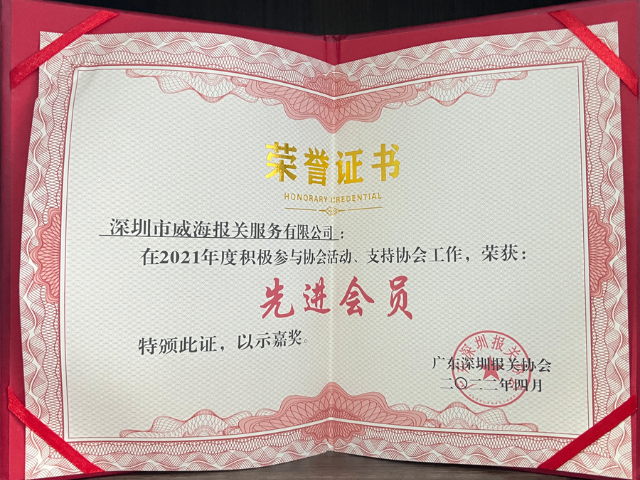 荣誉证书
HONORARY CREDENTIAL
深圳市威海报关服务有限公司：
在2021年度积极参与协会活动、支持协会工作，荣获：
先进会员
特颁此证，以示嘉奖。
广东深圳报关协会
二〇二二年四月